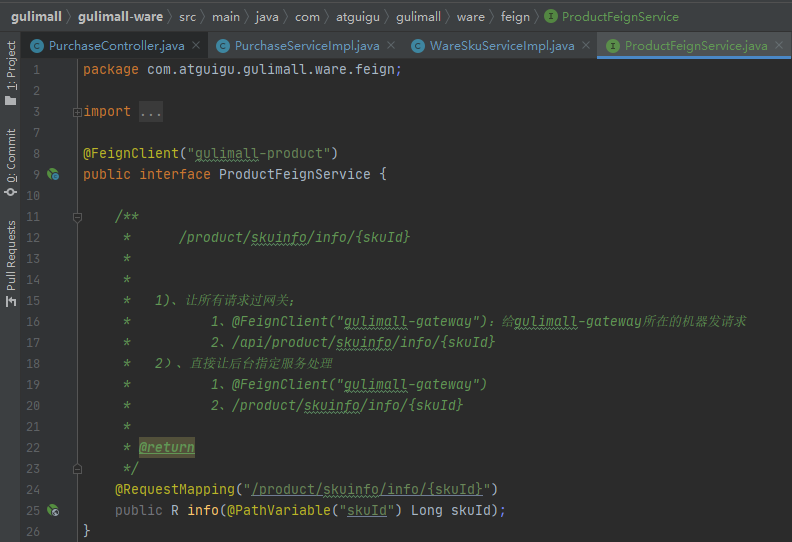 gulimall gulimall-ware src main java com atguigu gulimall ware feign ProductFeignService
PurchaseController.java PurchaseServiceImpl.java WareSkuServiceImpl.java ProductFeignService.java
1: Project
0: Commit
Pull Requests
1 package com.atguigu.gulimall.ware.feign;
2
3 import ...
7
8 @FeignClient("gulimall-product")
9 public interface ProductFeignService {
10
11 /**
12 * /product/skuinfo/info/{skuId}
13 *
14 *
15 * 1)、让所有请求过网关;
16 * 1、@FeignClient("gulimall-gateway"):给gulimall-gateway所在的机器发请求
17 * 2、/api/product/skuinfo/info/{skuId}
18 * 2）、直接让后台指定服务处理
19 * 1、@FeignClient("gulimall-gateway")
20 * 2、/product/skuinfo/info/{skuId}
21 *
22 * @return
23 */
24 @RequestMapping("/product/skuinfo/info/{skuId}")
25 public R info(@PathVariable("skuId") Long skuId);
26 }